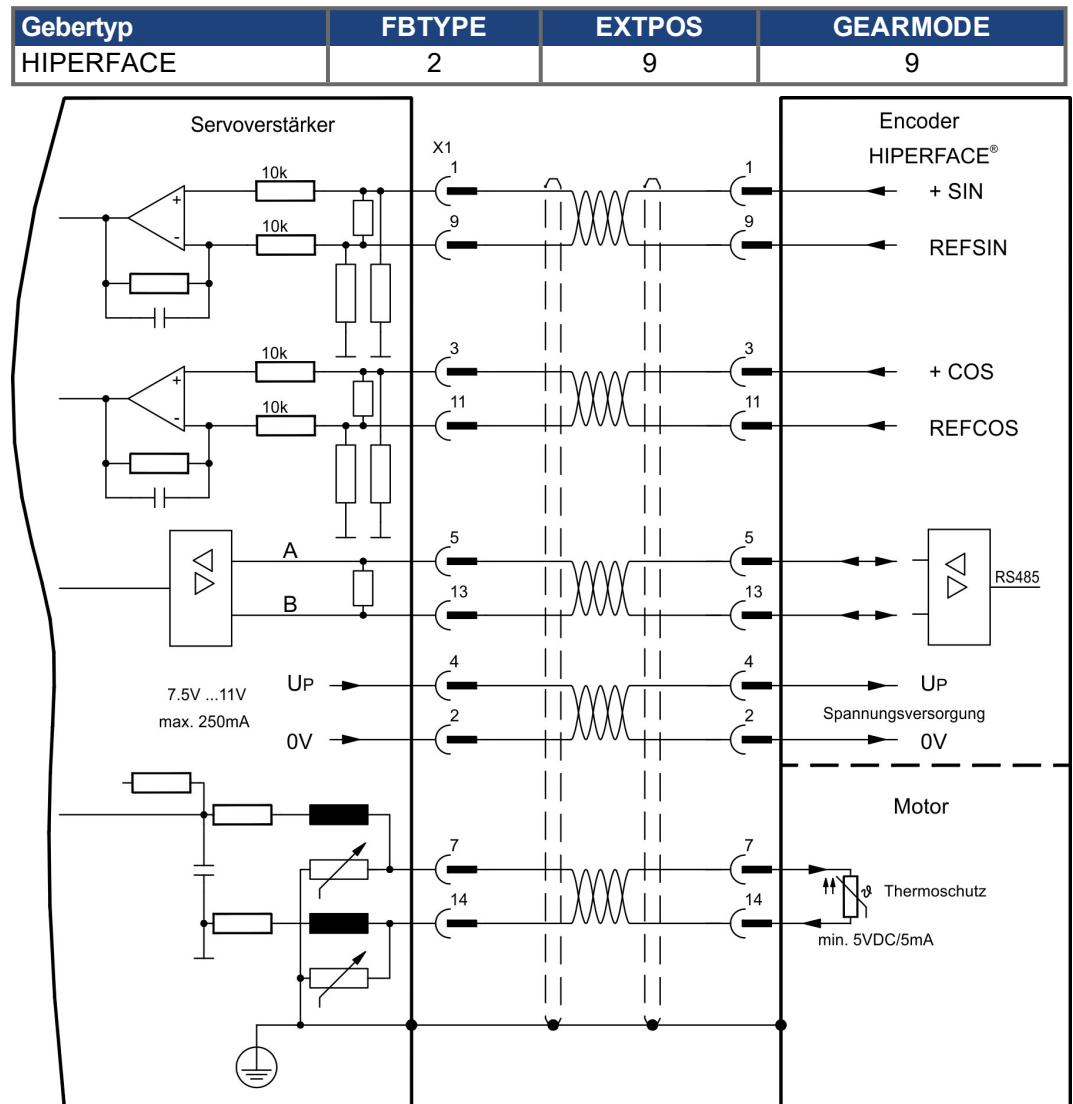 Gebertyp FBTYPE EXTPOS GEARMODE
HIPERFACE 2 9 9
Servoverstärker
Encoder
HIPERFACE®
X1
10k
+
1
1
+ SIN
10k
-
9
9
REFSIN
10k
+
3
3
+ COS
10k
-
11
11
REFCOS
A
5
5
RS485
B
13
13
7.5V ...11V
max. 250mA
UP
4
4
UP
Spannungsversorgung
0V
2
2
0V
Motor
7
7
ϑ Thermoschutz
14
14
min. 5VDC/5mA